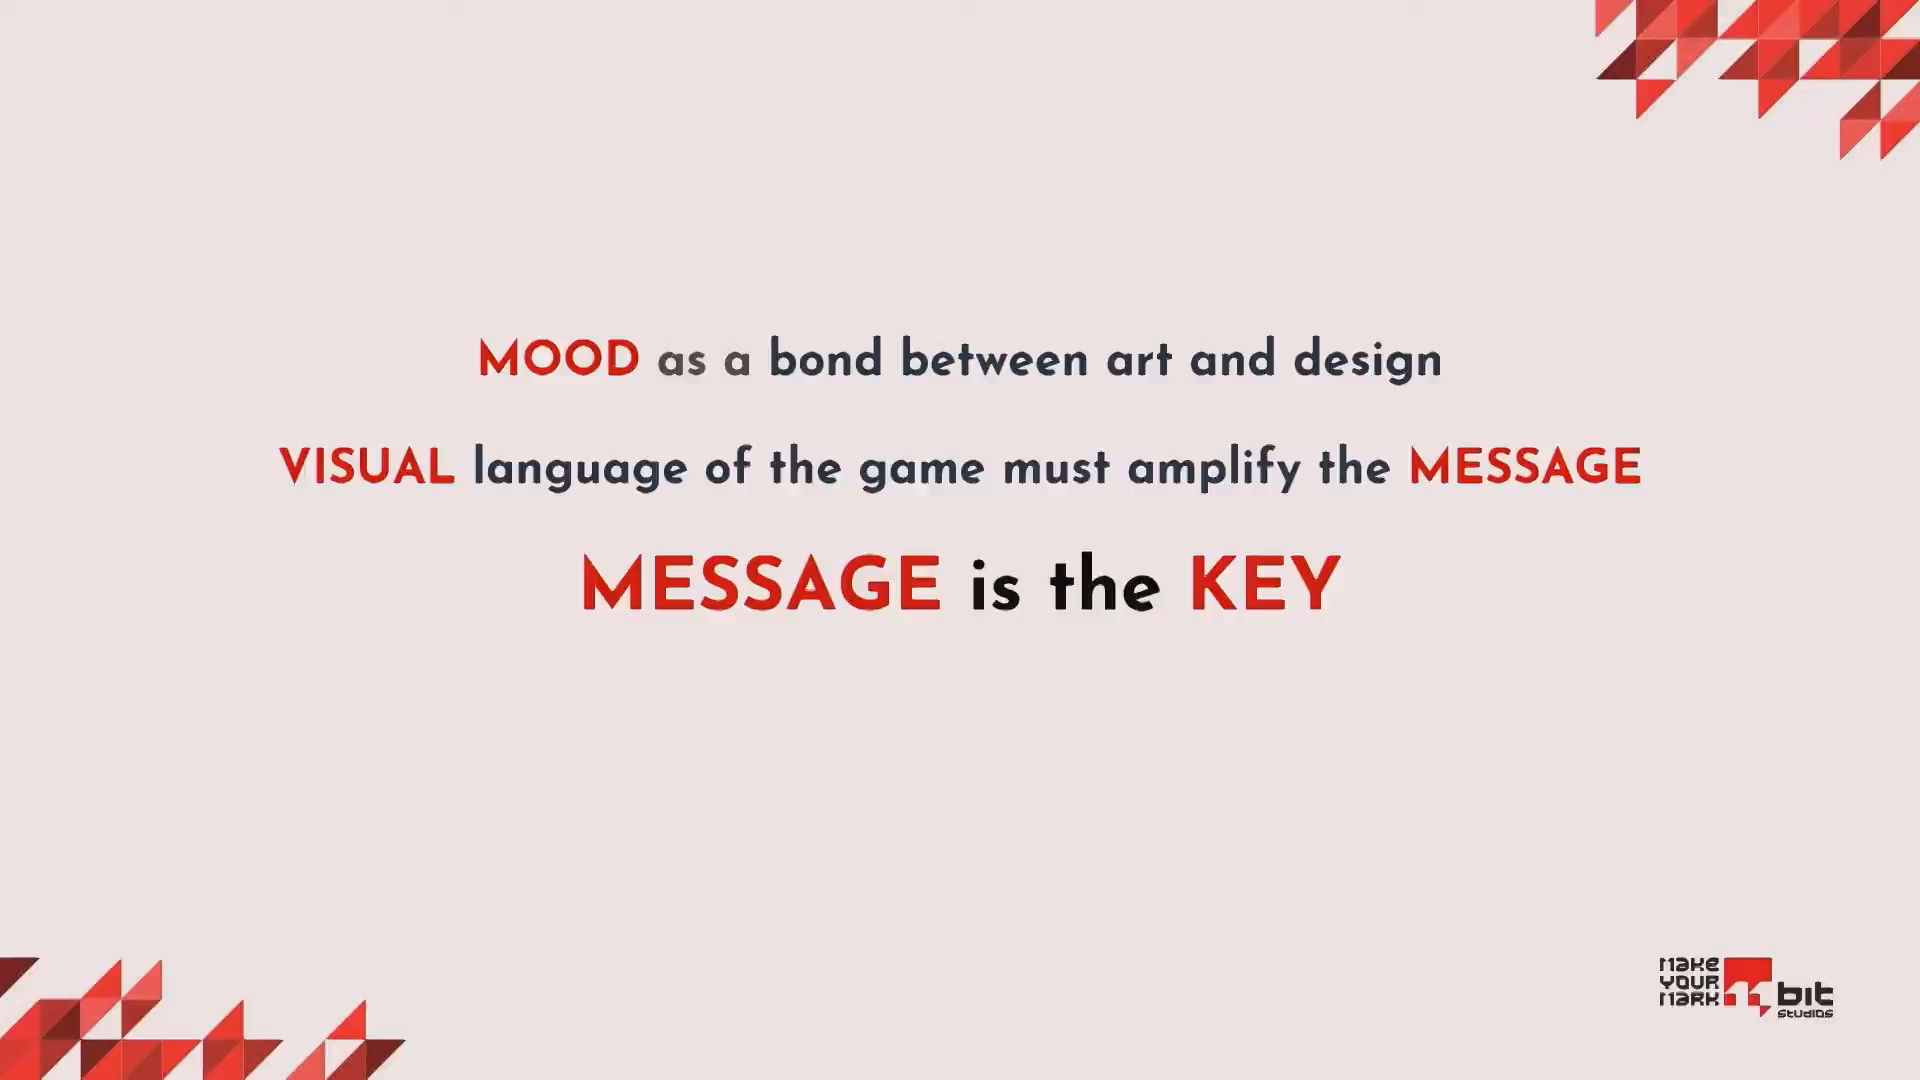 MOOD as a bond between art and design
VISUAL language of the game must amplify the MESSAGE
MESSAGE is the KEY
MAKE
YOUR
MARK
11 bit
STUDIOS